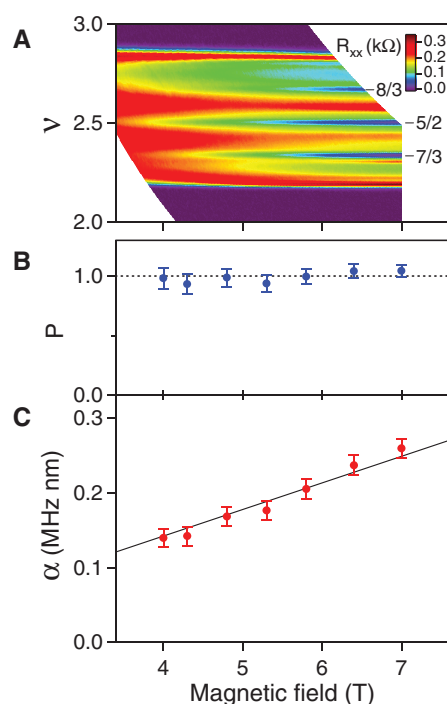 A
3.0
R_xx (kΩ)
0.3
0.2
0.1
0.0
8/3
ν
2.5
5/2
7/3
2.0
B
1.0
P
0.0
C
0.3
α (MHz nm)
0.2
0.1
0.0
4 5 6 7
Magnetic field (T)